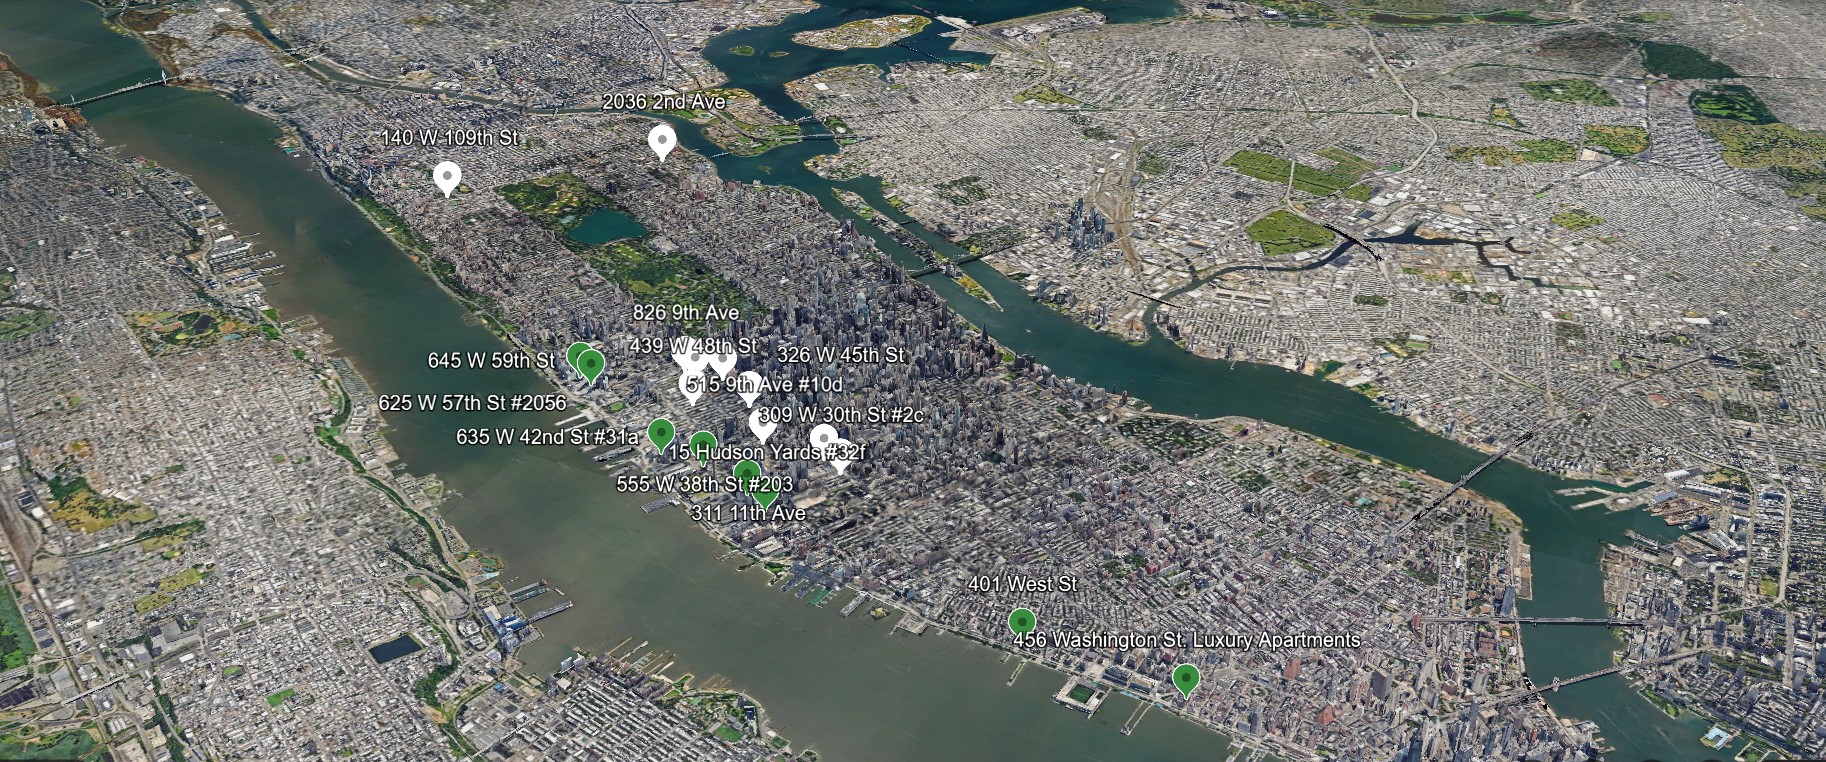 2036 2nd Ave
140 W 109th St
826 9th Ave
439 W 48th St
326 W 45th St
645 W 59th St
515 9th Ave #10d
625 W 57th St #2056
309 W 30th St #2c
635 W 42nd St #31a
15 Hudson Yards #32f
555 W 38th St #203
311 11th Ave
401 West St
456 Washington St. Luxury Apartments